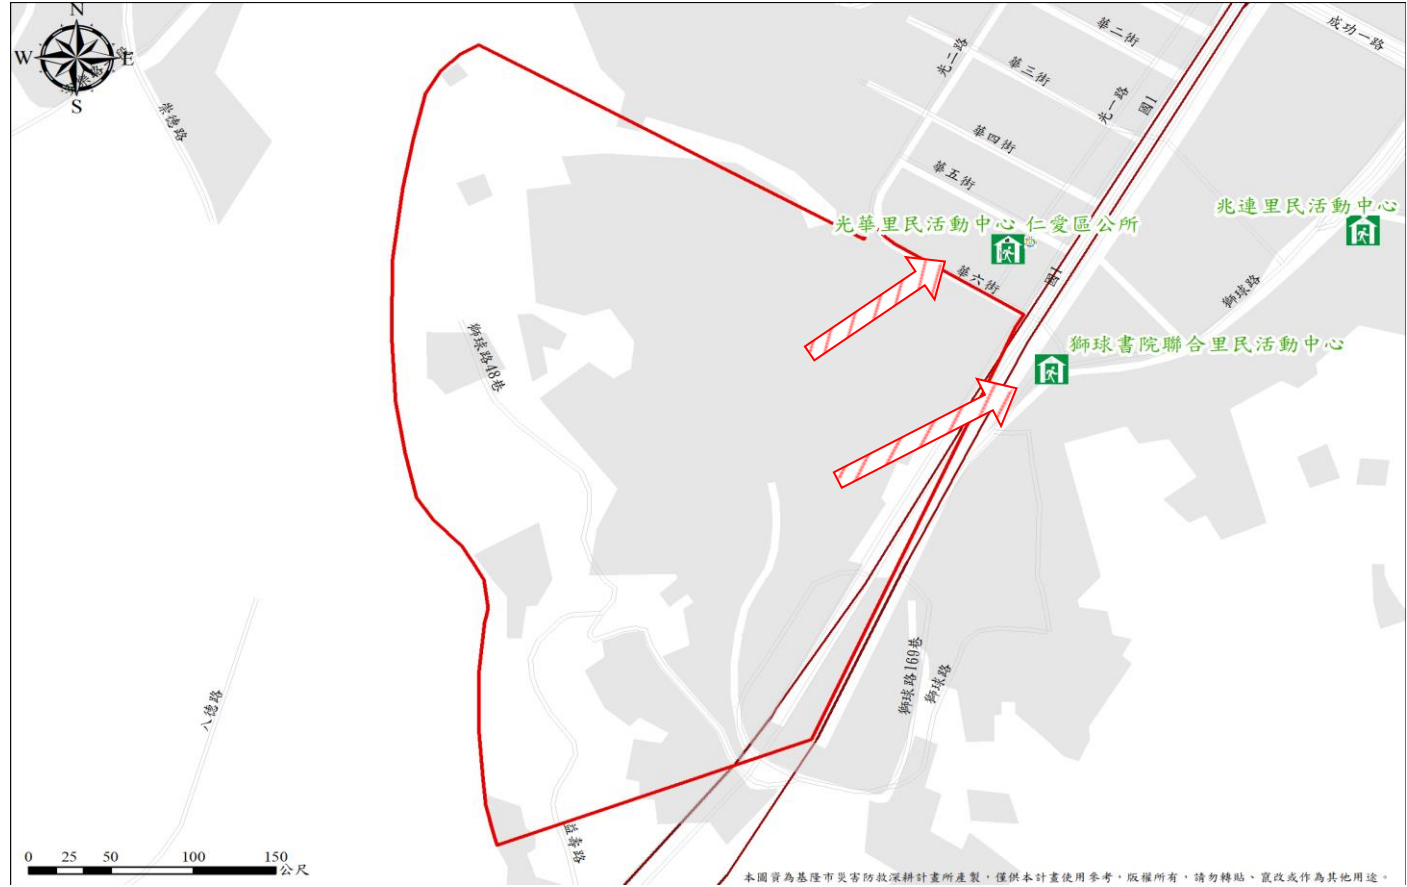 N
W
E
S
崇德路
光二路
華二街
華三街
成功一路
光一路
國1
華四街
華五街
兆連里民活動中心
光華里民活動中心 仁愛區公所
華六街
國1
獅球路
獅球路48巷
獅球書院聯合里民活動中心
獅球路169巷
獅球路
八德路
益壽路
0 25 50 100 150
公尺
本圖資為基隆市災害防救深耕計畫所產製，僅供本計畫使用參考，版權所有，請勿轉貼、竄改或作為其他用途。